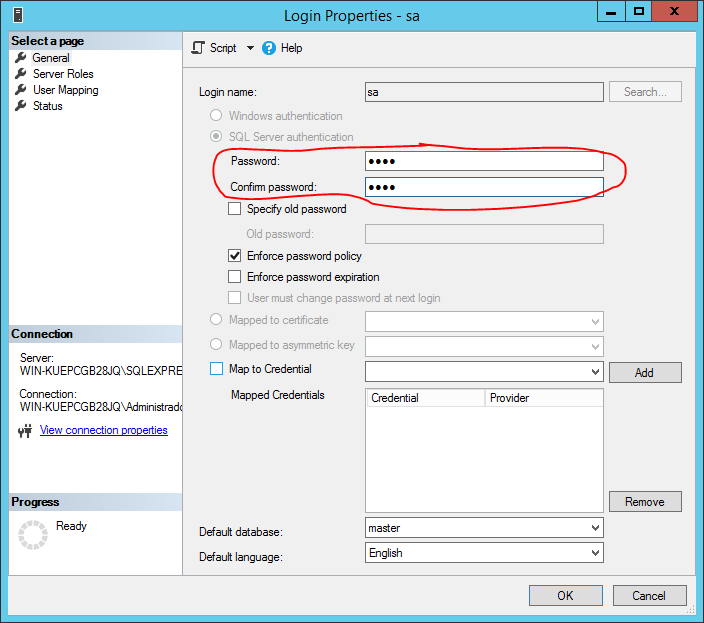 Login Properties - sa
Select a page
General
Server Roles
User Mapping
Status
Script Help
Login name: sa Search...
Windows authentication
SQL Server authentication
Password: ●●●●
Confirm password: ●●●●
Specify old password
Old password:
Enforce password policy
Enforce password expiration
User must change password at next login
Mapped to certificate
Mapped to asymmetric key
Map to Credential Add
Mapped Credentials Credential Provider
Remove
Default database: master
Default language: English
Connection
Server:
WIN-KUEPCGB28JQ\SQLEXPRE
Connection:
WIN-KUEPCGB28JQ\Administrado
View connection properties
Progress
Ready
OK Cancel